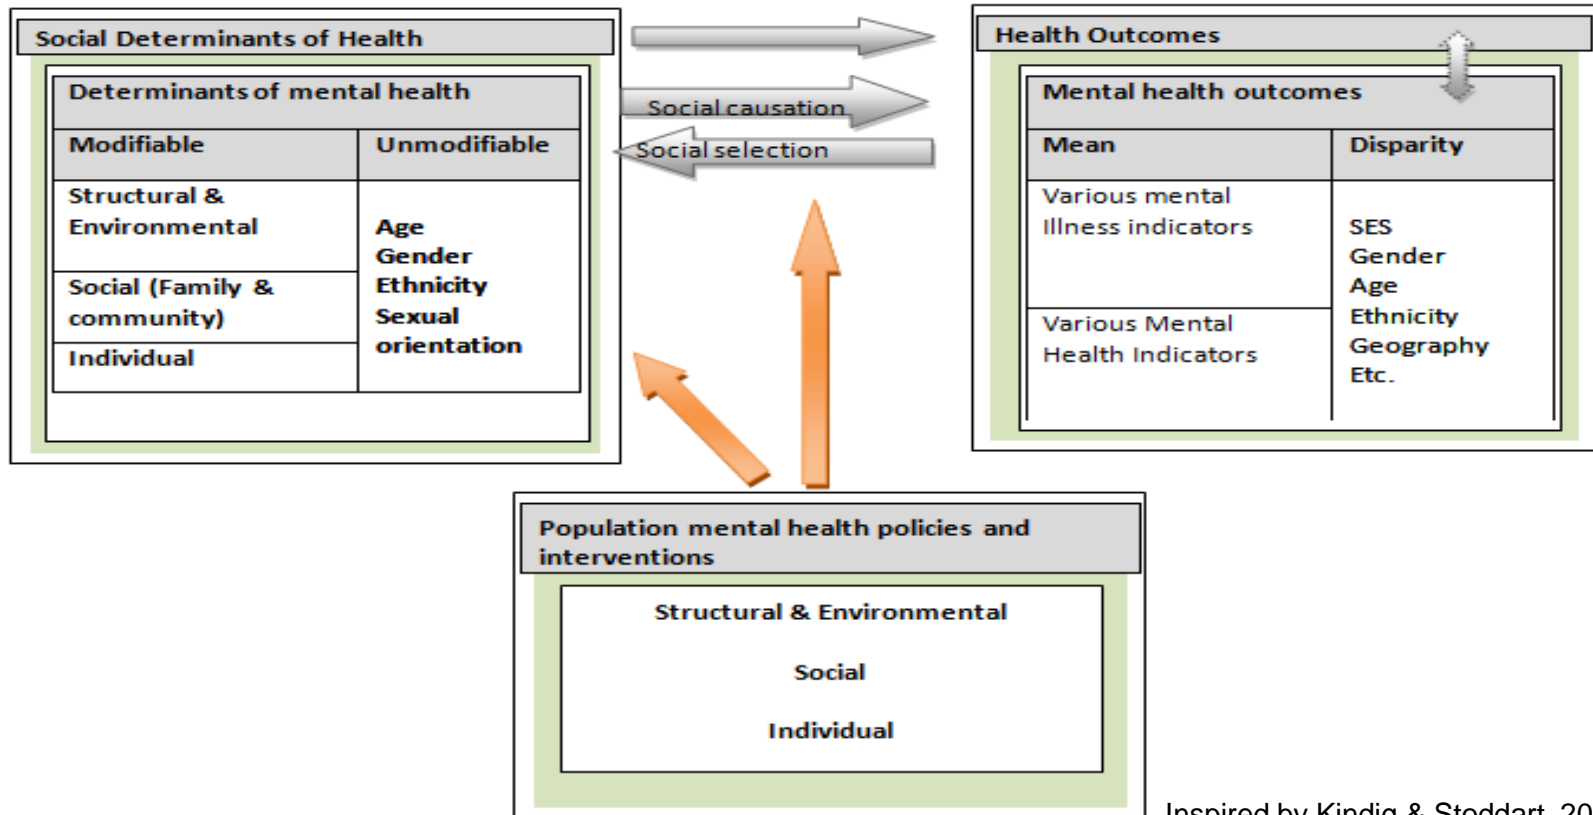 Social Determinants of Health
Determinants of mental health
Modifiable
Unmodifiable
Structural &
Environmental
Social (Family &
community)
Individual
Age
Gender
Ethnicity
Sexual
orientation
Social causation
Social selection
Health Outcomes
Mental health outcomes
Mean
Disparity
Various mental
Illness indicators
Various Mental
Health Indicators
SES
Gender
Age
Ethnicity
Geography
Etc.
Population mental health policies and
interventions
Structural & Environmental
Social
Individual
Inspired by Kindig & Stoddart, 20